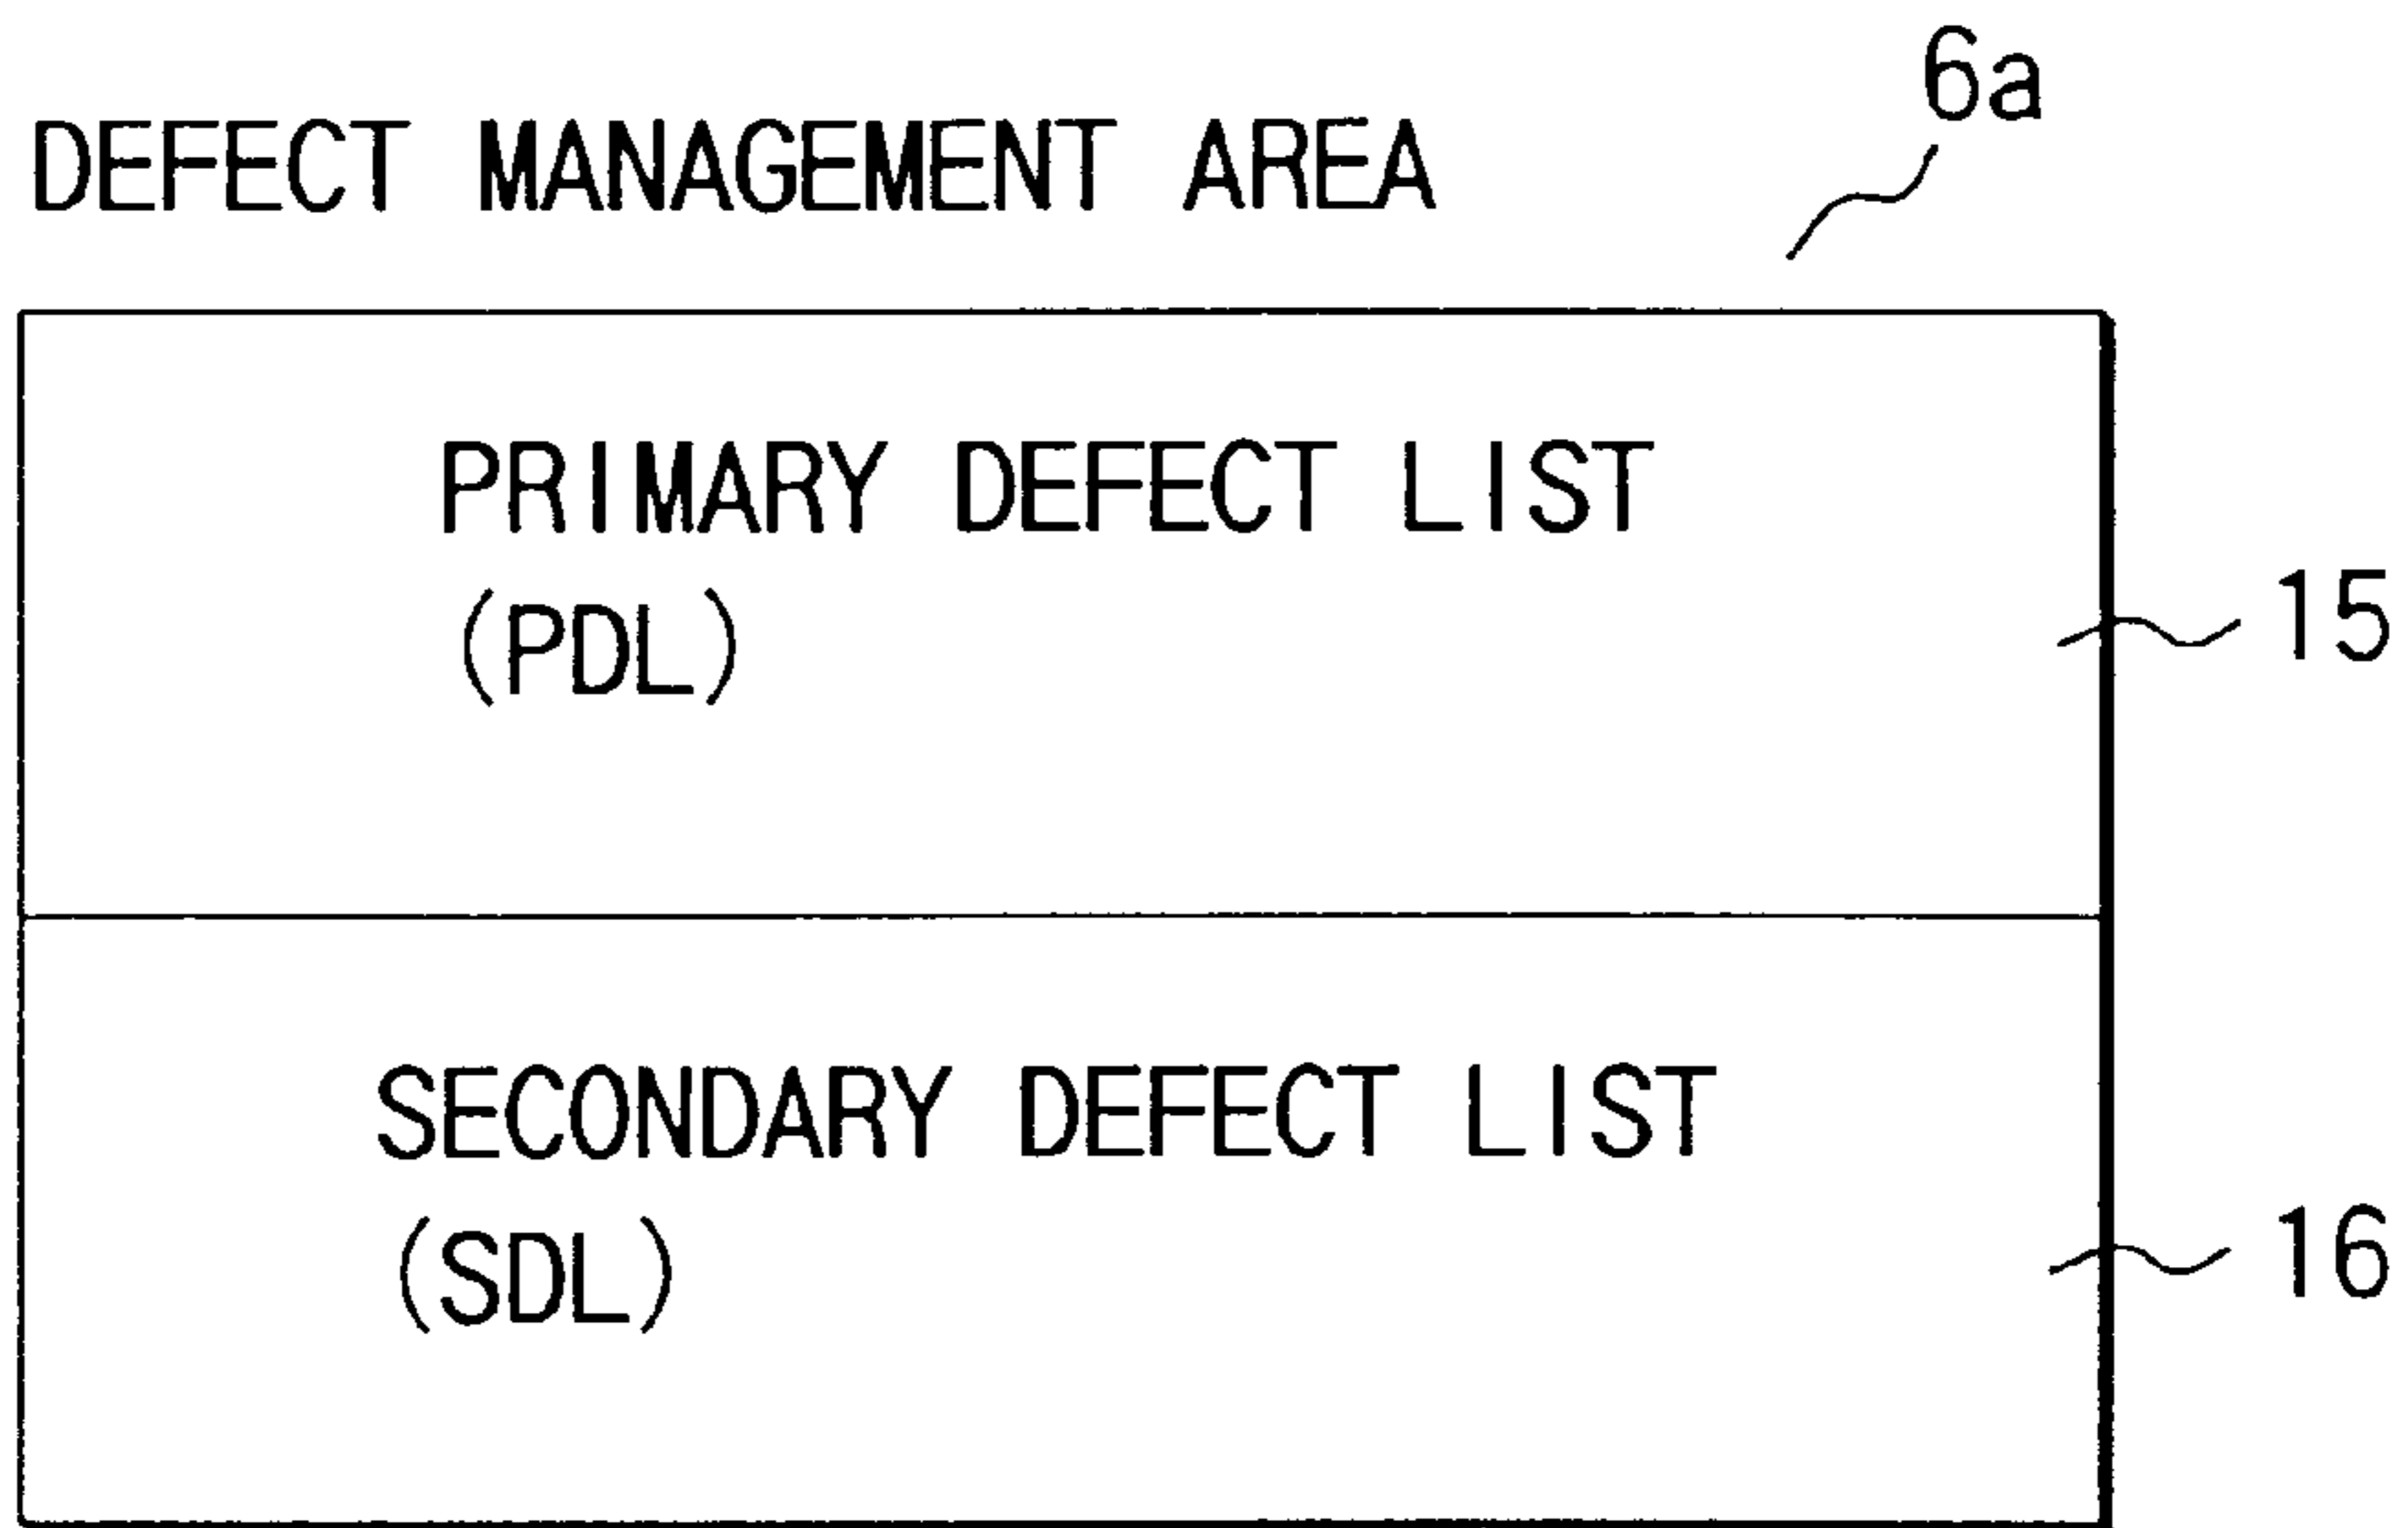 6a
DEFECT MANAGEMENT AREA
PRIMARY DEFECT LIST
(PDL)
15
SECONDARY DEFECT LIST
(SDL)
16